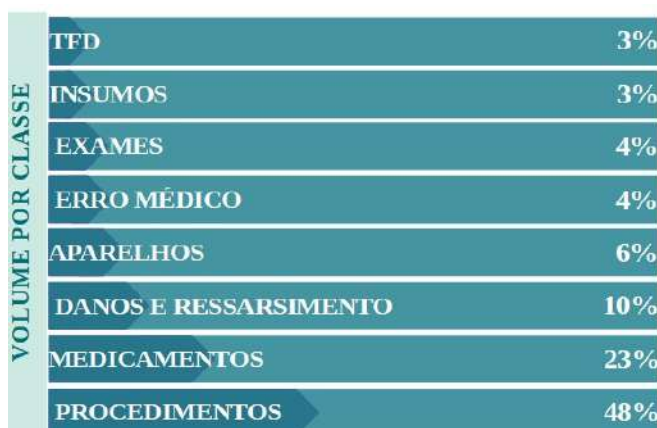 VOLUME POR CLASSE
TFD 3%
INSUMOS 3%
EXAMES 4%
ERRO MÉDICO 4%
APARELHOS 6%
DANOS E RESSARSIMENTO 10%
MEDICAMENTOS 23%
PROCEDIMENTOS 48%